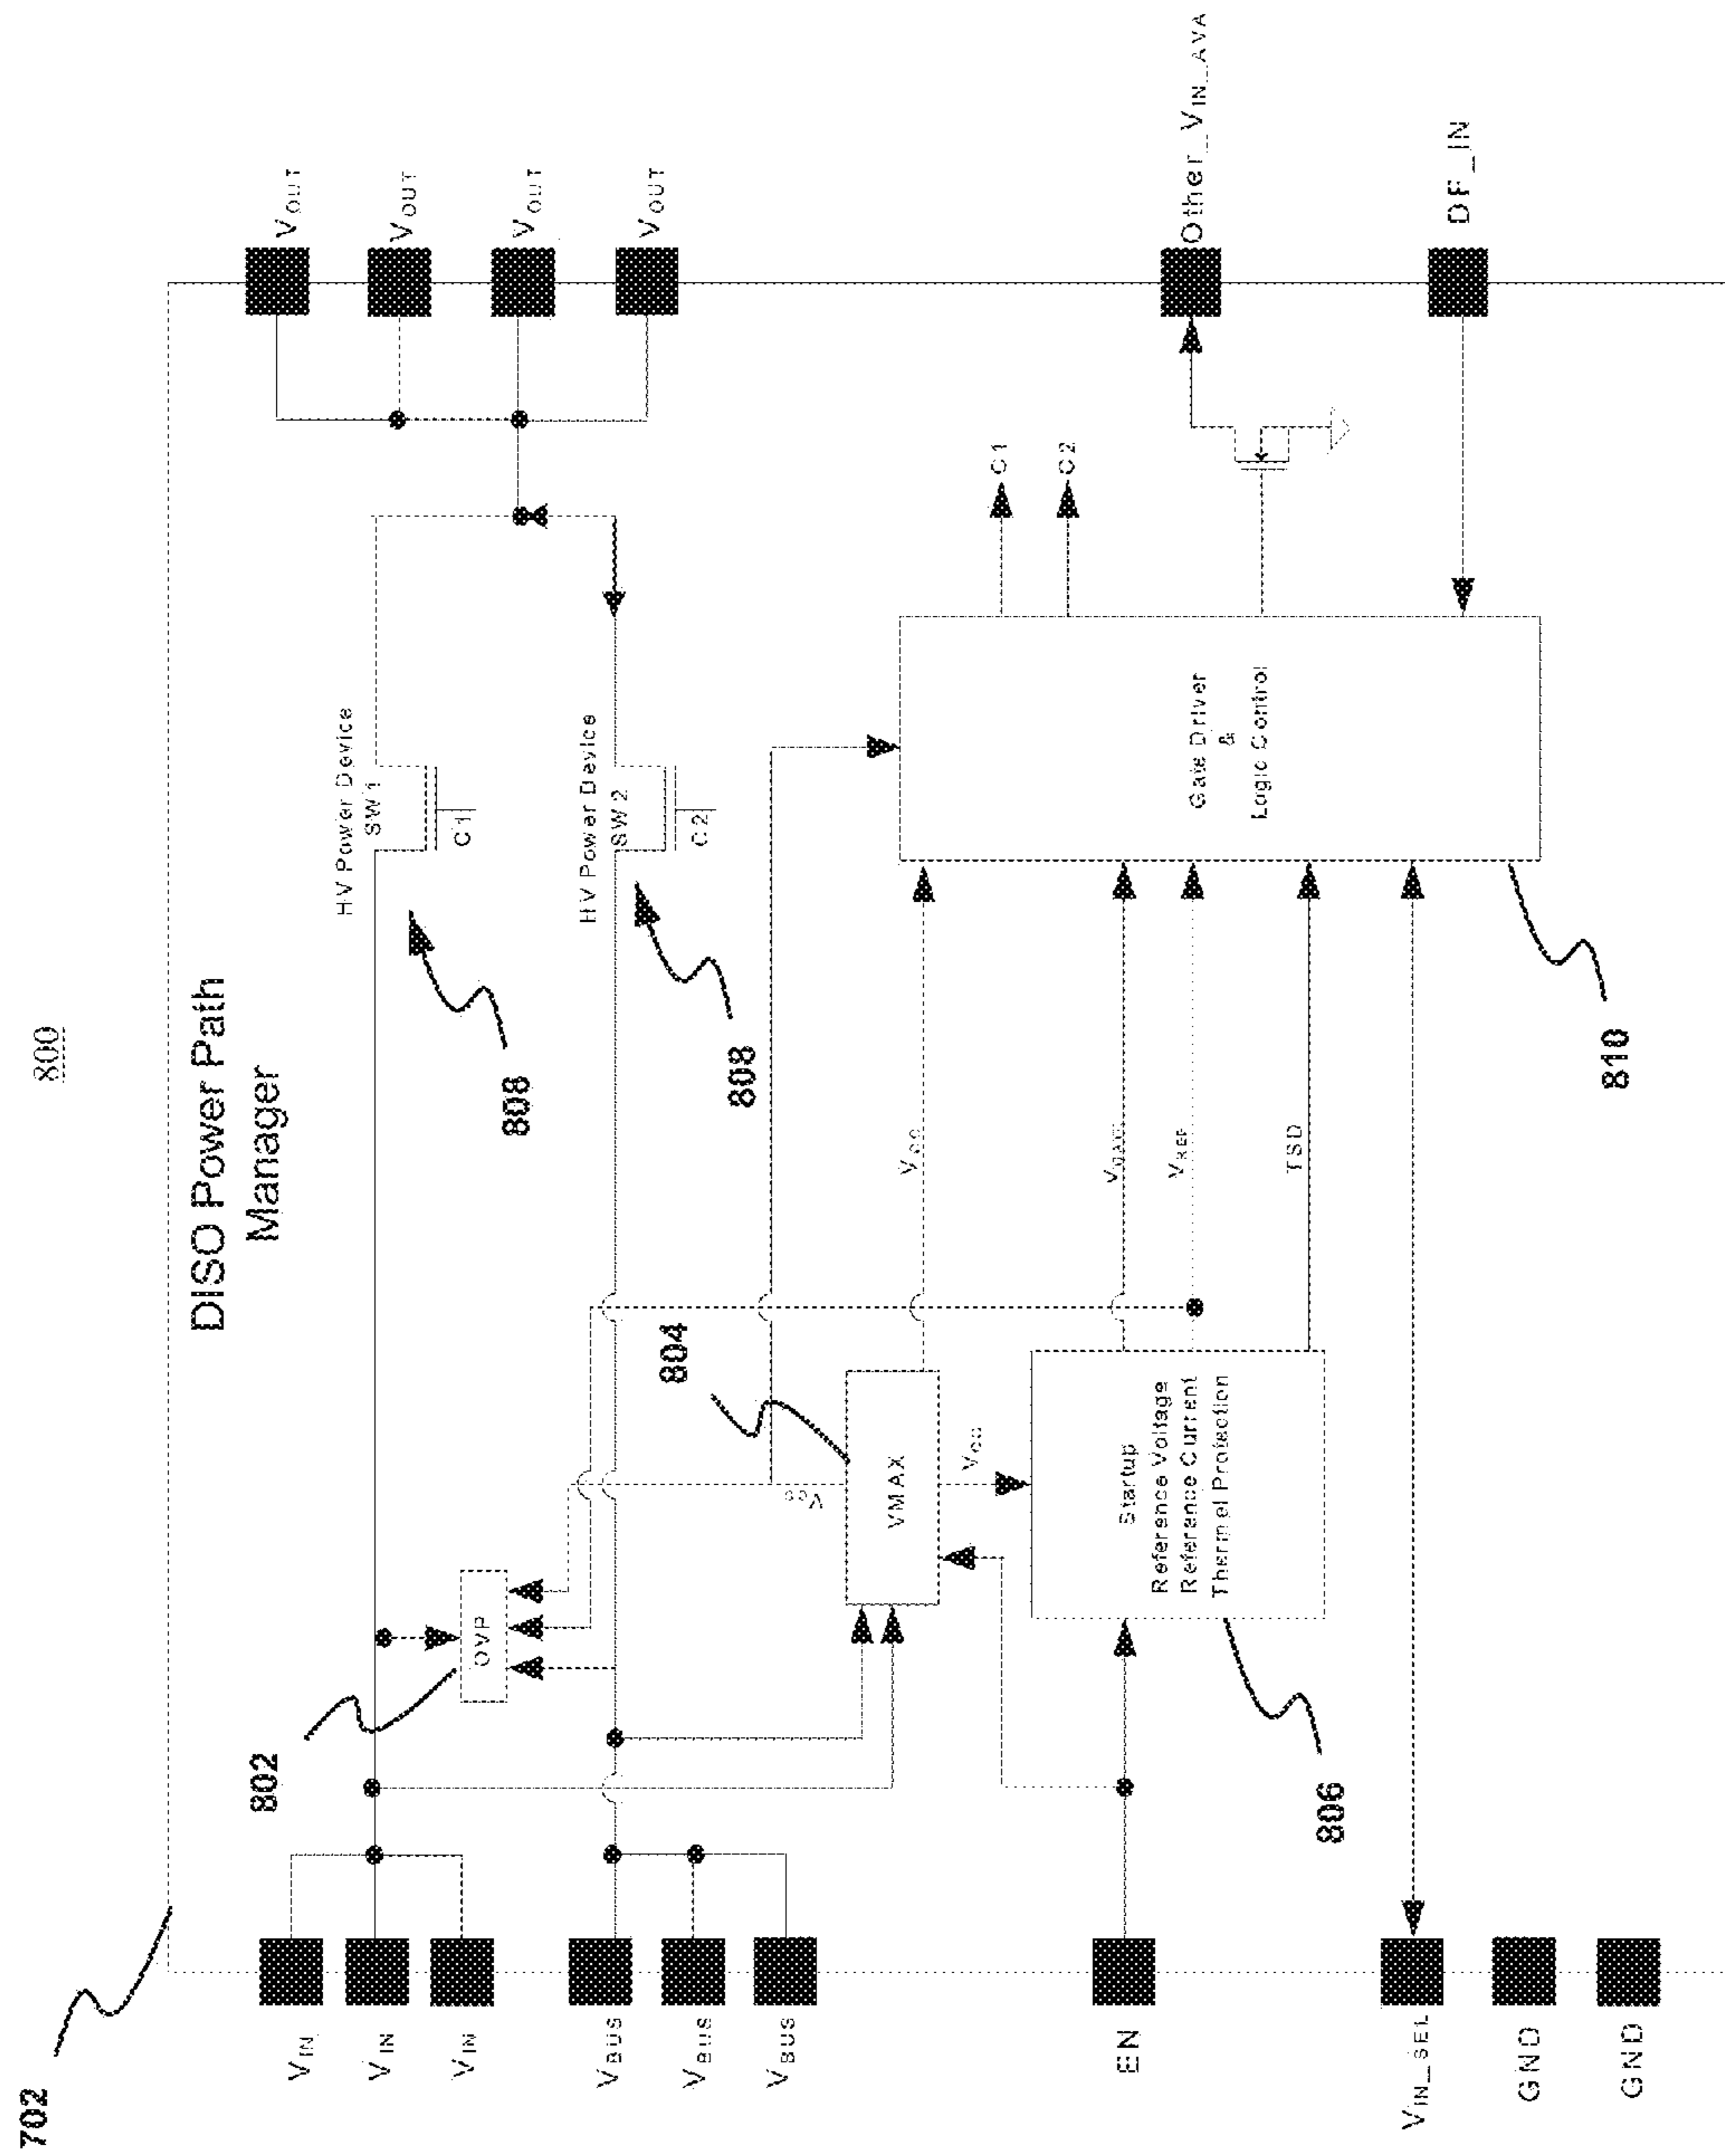 800
702
DISO Power Path
Manager
VIN
VIN
VIN
VBUS
VBUS
VBUS
EN
VIN_SEL
GND
GND
802
OVP
804
VMAX
VCC
VCC
VCC
806
Startup
Reference Voltage
Reference Current
Thermal Protection
VREF
TSD
HV Power Device
SW1
C1
808
HV Power Device
SW2
C2
808
Gate Driver
&
Logic Control
810
C1
C2
VOUT
VOUT
VOUT
VOUT
Other_VIN_AVA
DF_IN